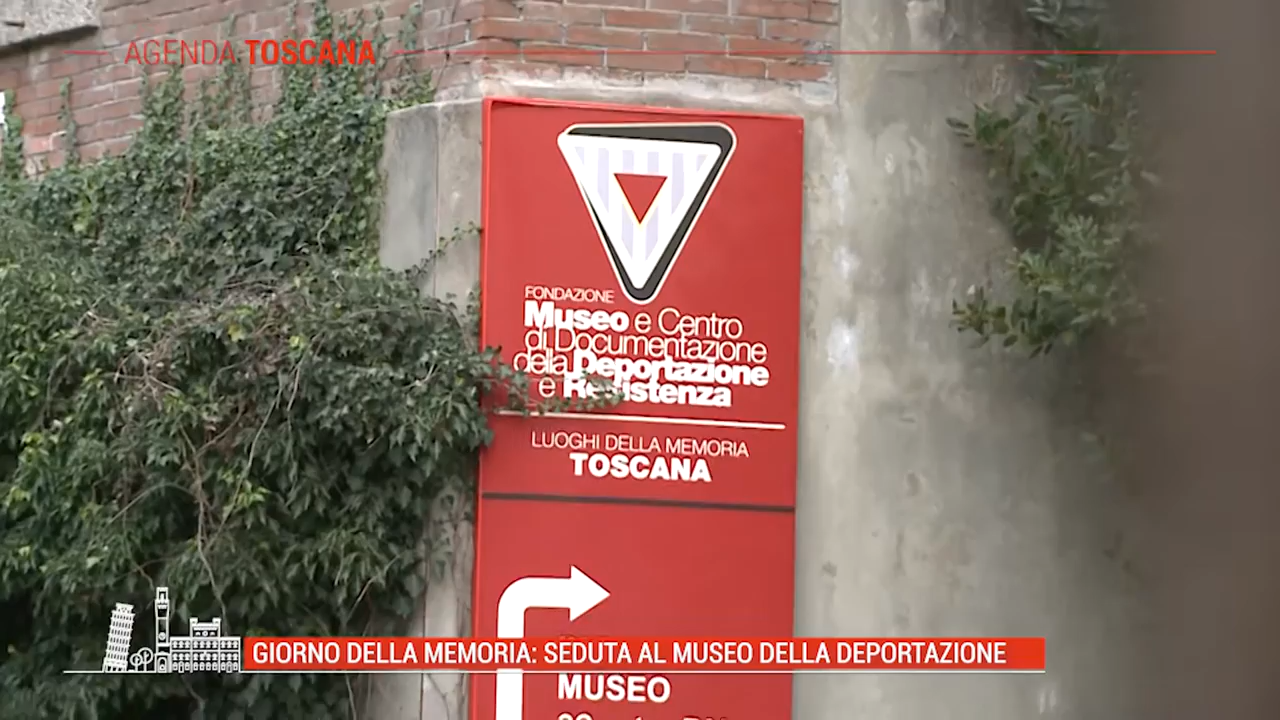 AGENDA TOSCANA
FONDAZIONE
Museo e Centro
di Documentazione
della Deportazione
e Resistenza
LUOGHI DELLA MEMORIA
TOSCANA
GIORNO DELLA MEMORIA: SEDUTA AL MUSEO DELLA DEPORTAZIONE
MUSEO